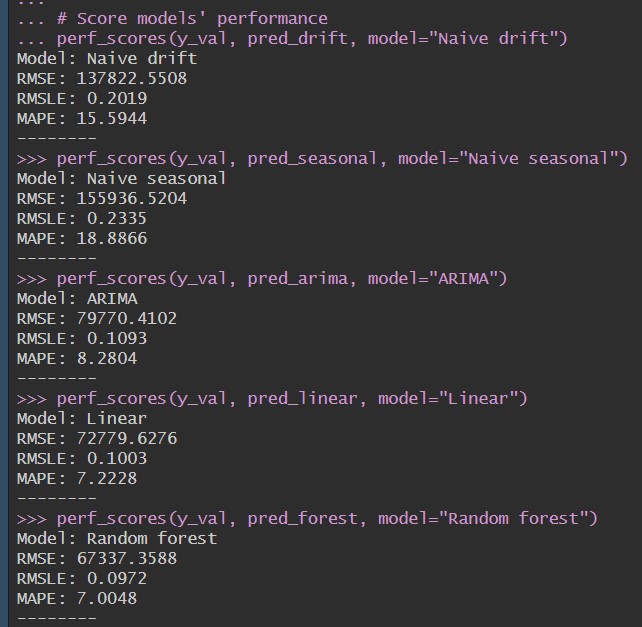 ...
... # Score models' performance
... perf_scores(y_val, pred_drift, model="Naive drift")
Model: Naive drift
RMSE: 137822.5508
RMSLE: 0.2019
MAPE: 15.5944
--------
>>> perf_scores(y_val, pred_seasonal, model="Naive seasonal")
Model: Naive seasonal
RMSE: 155936.5204
RMSLE: 0.2335
MAPE: 18.8866
--------
>>> perf_scores(y_val, pred_arima, model="ARIMA")
Model: ARIMA
RMSE: 79770.4102
RMSLE: 0.1093
MAPE: 8.2804
--------
>>> perf_scores(y_val, pred_linear, model="Linear")
Model: Linear
RMSE: 72779.6276
RMSLE: 0.1003
MAPE: 7.2228
--------
>>> perf_scores(y_val, pred_forest, model="Random forest")
Model: Random forest
RMSE: 67337.3588
RMSLE: 0.0972
MAPE: 7.0048
--------